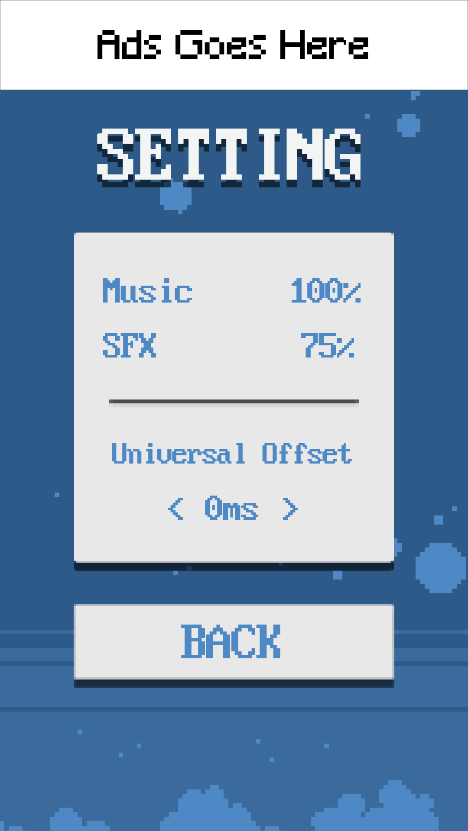 Ads Goes Here
SETTING
Music 100%
SFX 75%
Universal Offset
< 0ms >
BACK